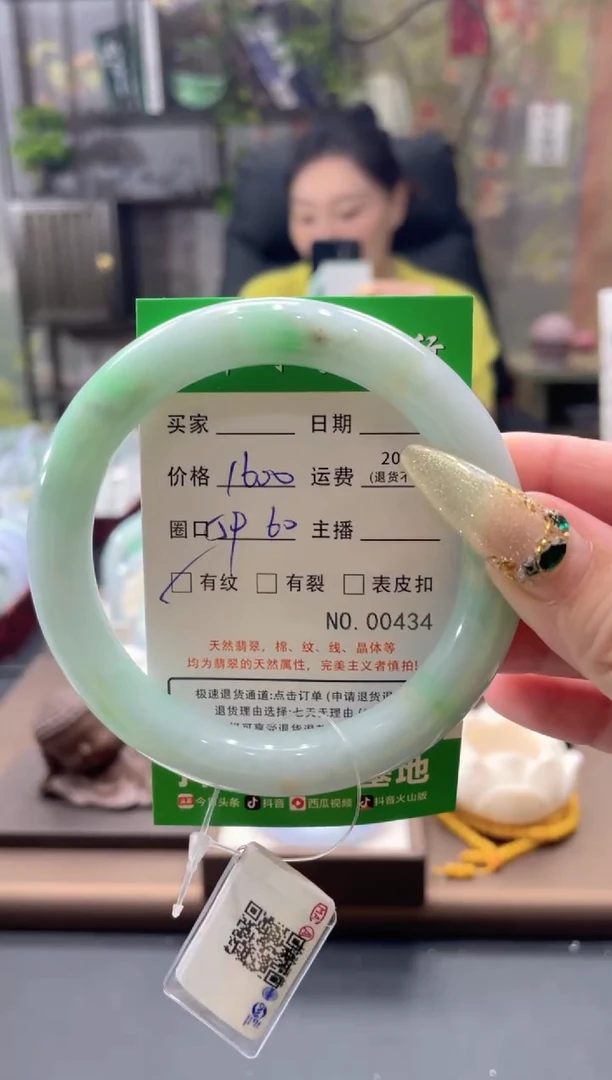 买家 日期
价格 1600 运费 20
(退货不
圈口 60 主播
有纹 有裂 表皮扣
NO.00434
天然翡翠，棉、纹、线、晶体等
均为翡翠的天然属性，完美主义者慎拍!
极速退货通道:点击订单(申请退货退
退货理由选择:七天无理由
基地
今日头条 抖音 西瓜视频 抖音火山版